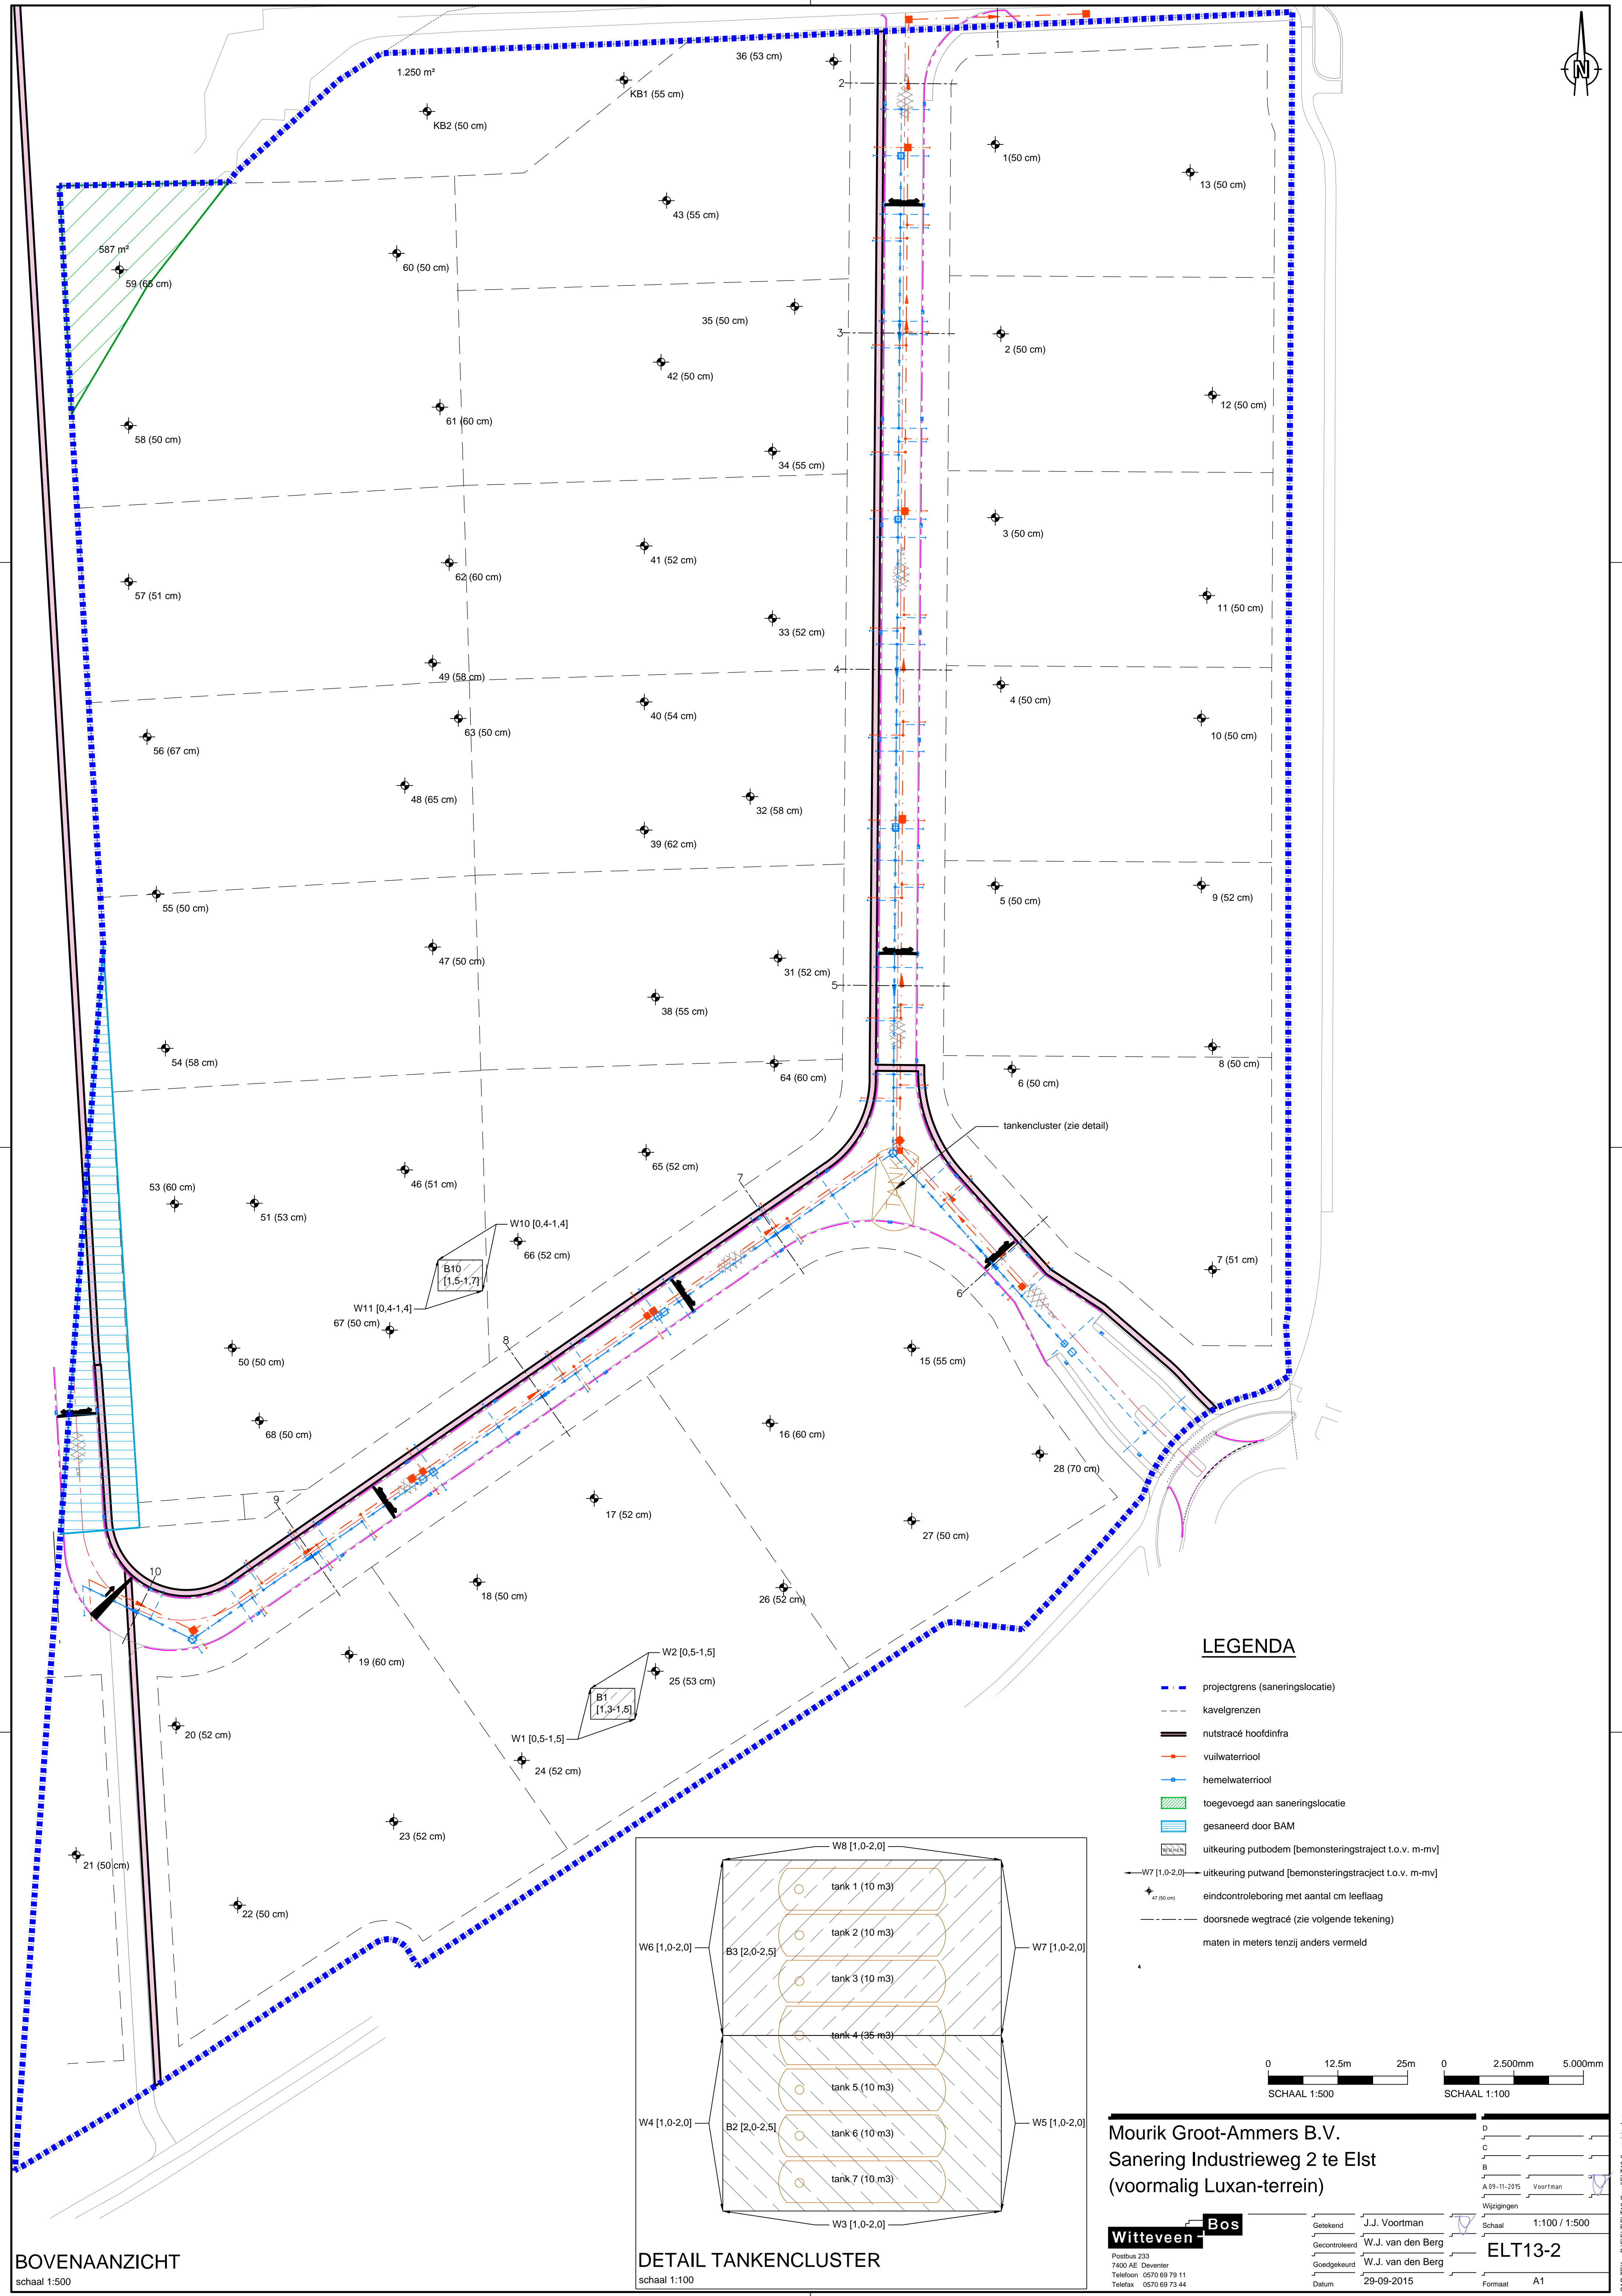 1.250 m²
36 (53 cm)
KB1 (55 cm)
KB2 (50 cm)
1
2
1(50 cm)
13 (50 cm)
43 (55 cm)
587 m²
59 (65 cm)
60 (50 cm)
35 (50 cm)
3
2 (50 cm)
42 (50 cm)
12 (50 cm)
61 (60 cm)
58 (50 cm)
34 (55 cm)
3 (50 cm)
41 (52 cm)
62 (60 cm)
57 (51 cm)
11 (50 cm)
33 (52 cm)
4
49 (58 cm)
4 (50 cm)
40 (54 cm)
63 (50 cm)
10 (50 cm)
56 (67 cm)
48 (65 cm)
32 (58 cm)
39 (62 cm)
5 (50 cm)
9 (52 cm)
55 (50 cm)
47 (50 cm)
31 (52 cm)
5
38 (55 cm)
54 (58 cm)
8 (50 cm)
64 (60 cm)
6 (50 cm)
tankencluster (zie detail)
65 (52 cm)
7
46 (51 cm)
53 (60 cm)
51 (53 cm)
W10 [0,4-1,4]
66 (52 cm)
B10
[1,5-1,7]
7 (51 cm)
W11 [0,4-1,4]
67 (50 cm)
6
8
50 (50 cm)
15 (55 cm)
68 (50 cm)
16 (60 cm)
28 (70 cm)
9
17 (52 cm)
27 (50 cm)
10
18 (50 cm)
26 (52 cm)
19 (60 cm)
W2 [0,5-1,5]
25 (53 cm)
B1
[1,3-1,5]
20 (52 cm)
W1 [0,5-1,5]
24 (52 cm)
23 (52 cm)
21 (50 cm)
22 (50 cm)
LEGENDA
projectgrens (saneringslocatie)
kavelgrenzen
nutstracé hoofdinfra
vuilwaterriool
hemelwaterriool
toegevoegd aan saneringslocatie
gesaneerd door BAM
uitkeuring putbodem [bemonsteringstraject t.o.v. m-mv]
W7 [1,0-2,0]
uitkeuring putwand [bemonsteringstracject t.o.v. m-mv]
47 (50 cm)
eindcontroleboring met aantal cm leeflaag
doorsnede wegtracé (zie volgende tekening)
maten in meters tenzij anders vermeld
4
W8 [1,0-2,0]
tank 1 (10 m3)
tank 2 (10 m3)
W6 [1,0-2,0]
B3 [2,0-2,5]
W7 [1,0-2,0]
tank 3 (10 m3)
tank 4 (35 m3)
tank 5 (10 m3)
W4 [1,0-2,0]
B2 [2,0-2,5]
W5 [1,0-2,0]
tank 6 (10 m3)
tank 7 (10 m3)
W3 [1,0-2,0]
DETAIL TANKENCLUSTER
schaal 1:100
BOVENAANZICHT
schaal 1:500
0 12.5m 25m
SCHAAL 1:500
0 2.500mm 5.000mm
SCHAAL 1:100
Mourik Groot-Ammers B.V.
Sanering Industrieweg 2 te Elst
(voormalig Luxan-terrein)
Witteveen+Bos
Postbus 233
7400 AE Deventer
Telefoon 0570 69 79 11
Telefax 0570 69 73 44
Getekend J.J. Voortman
Gecontroleerd W.J. van den Berg
Goedgekeurd W.J. van den Berg
Datum 29-09-2015
D
C
B
A 09-11-2015 Voortman
Wijzigingen
Schaal 1:100 / 1:500
ELT13-2
Formaat A1
N